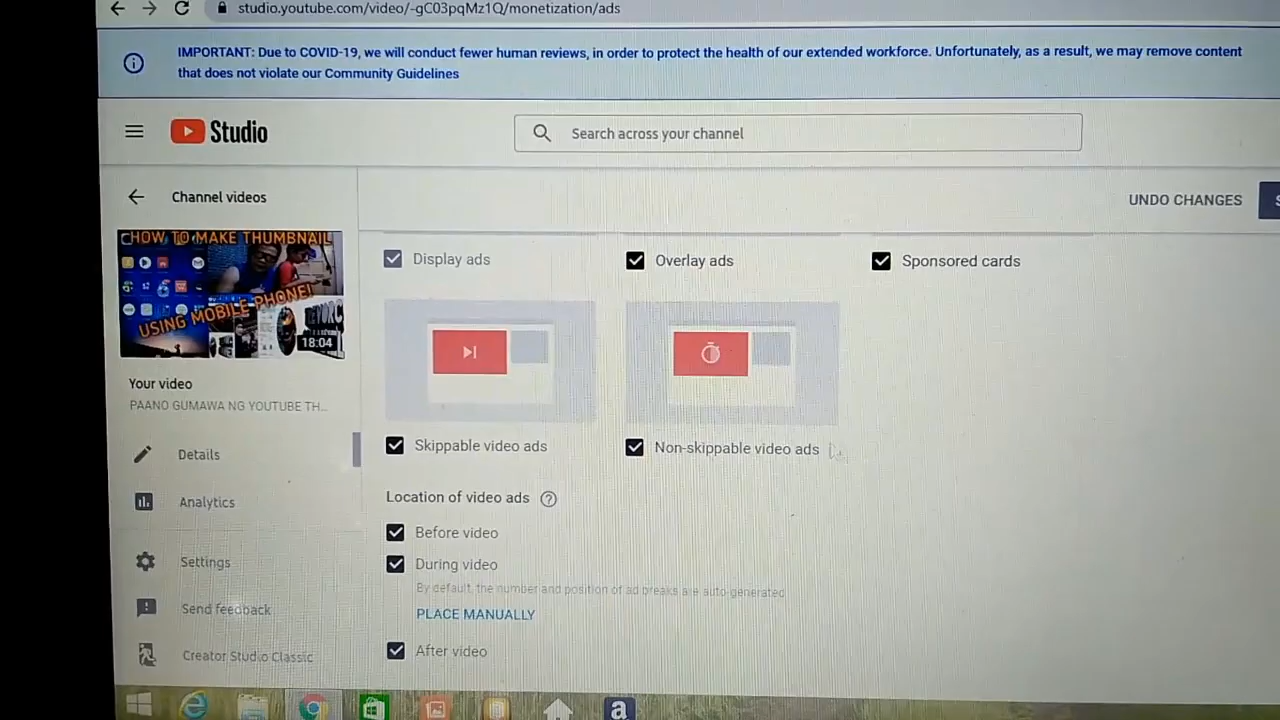 studio.youtube.com/video/-gC03pqMz1Q/monetization/ads
IMPORTANT: Due to COVID-19, we will conduct fewer human reviews, in order to protect the health of our extended workforce. Unfortunately, as a result, we may remove content
that does not violate our Community Guidelines
Studio
Search across your channel
Channel videos
UNDO CHANGES
HOW TO MAKE THUMBNAIL
USING MOBILE PHONE!
18:04
Display ads
Overlay ads
Sponsored cards
Your video
PAANO GUMAWA NG YOUTUBE TH...
Skippable video ads
Non-skippable video ads
Details
Location of video ads
Analytics
Before video
During video
Settings
By default, the number and position of ad breaks are auto-generated
Send feedback
PLACE MANUALLY
Creator Studio Classic
After video
a